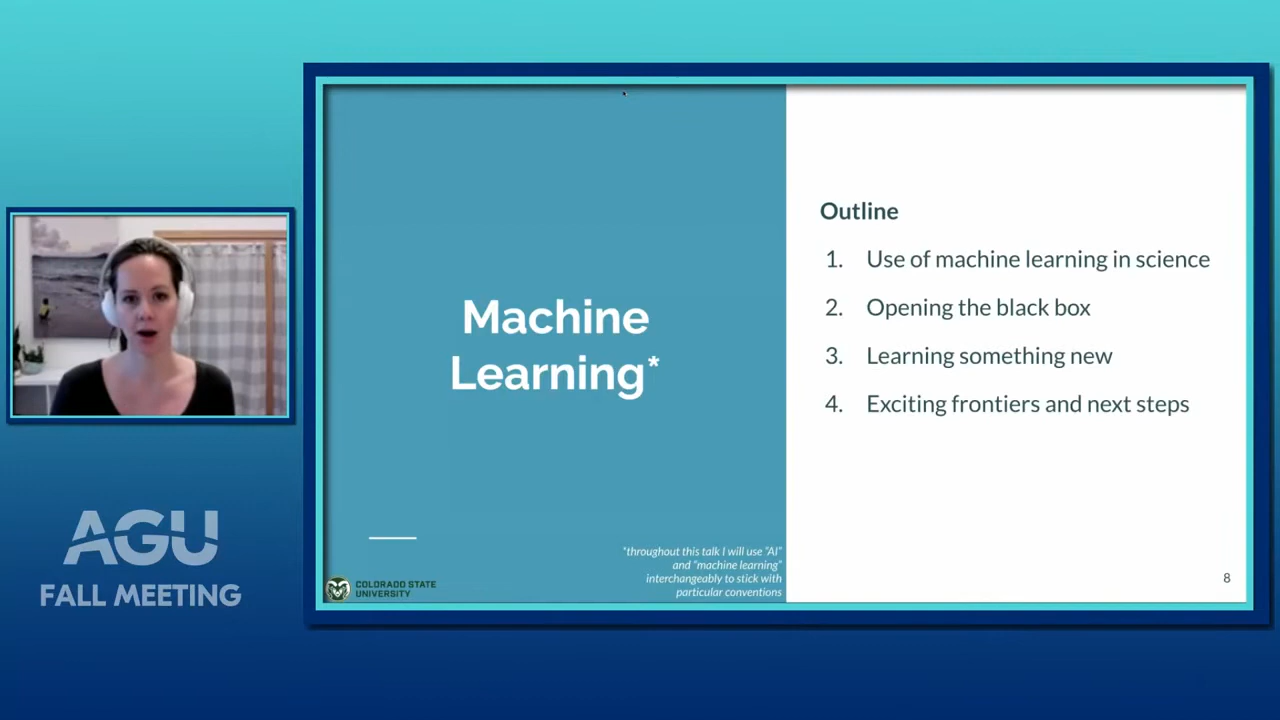 Machine
Learning*
*throughout this talk I will use "AI"
and "machine learning"
interchangeably to stick with
particular conventions
COLORADO STATE
UNIVERSITY
Outline
1. Use of machine learning in science
2. Opening the black box
3. Learning something new
4. Exciting frontiers and next steps
8
AGU
FALL MEETING